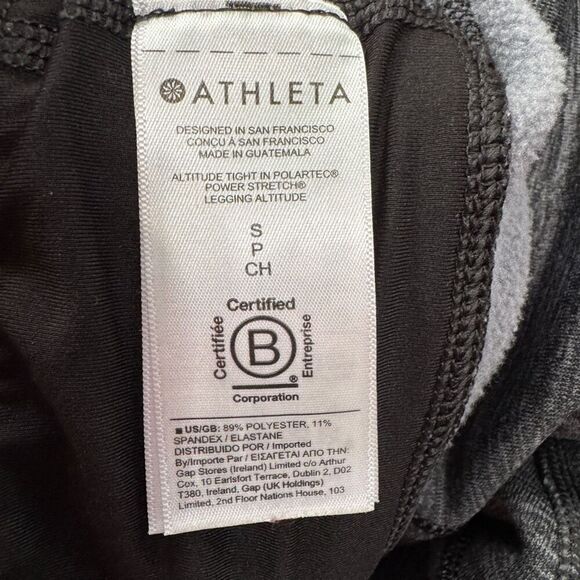 ATHLETA
DESIGNED IN SAN FRANCISCO
CONÇU À SAN FRANCISCO
MADE IN GUATEMALA
ALTITUDE TIGHT IN POLARTEC®
POWER STRETCH®
LEGGING ALTITUDE
S
P
CH
Certified
Certifiée
B
®
Entreprise
Corporation
■ US/GB: 89% POLYESTER, 11%
SPANDEX / ELASTANE
DISTRIBUIDO POR / Imported
By/Importe Par / ΕΙΣΑΓΕΤΑΙ ΑΠΟ ΤΗΝ:
Gap Stores (Ireland) Limited c/o Arthur
Cox, 10 Earlsfort Terrace, Dublin 2, D02
T380, Ireland, Gap (UK Holdings)
Limited, 2nd Floor Nations House, 103